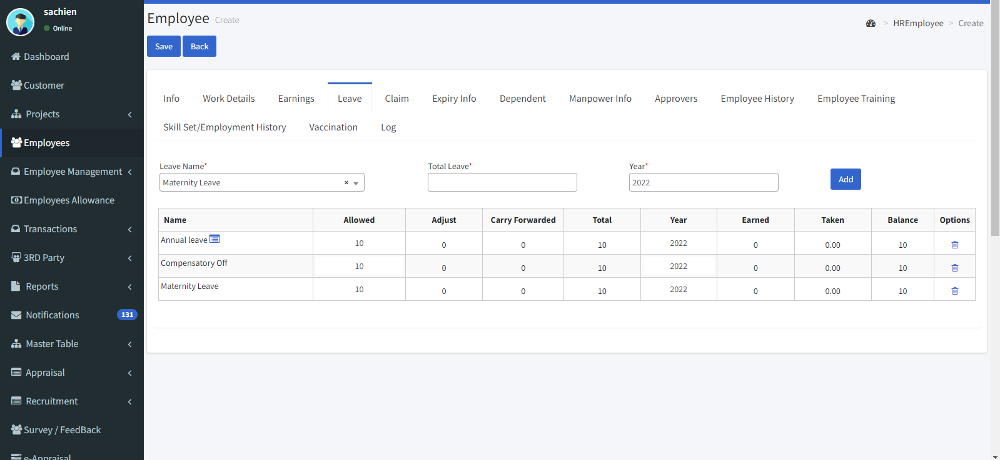 sachien
Online
Dashboard
Customer
Projects
Employees
Employee Management
Employees Allowance
Transactions
3RD Party
Reports
Notifications 131
Master Table
Appraisal
Recruitment
Survey / FeedBack
e-Appraisal
Employee Create
> HREmployee > Create
Save Back
Info Work Details Earnings Leave Claim Expiry Info Dependent Manpower Info Approvers Employee History Employee Training
Skill Set/Employment History Vaccination Log
Leave Name* Total Leave* Year*
Maternity Leave × 2022 Add
Name Allowed Adjust Carry Forwarded Total Year Earned Taken Balance Options
Annual leave 10 0 0 10 2022 0 0.00 10
Compensatory Off 10 0 0 10 2022 0 0.00 10
Maternity Leave 10 0 0 10 2022 0 0.00 10